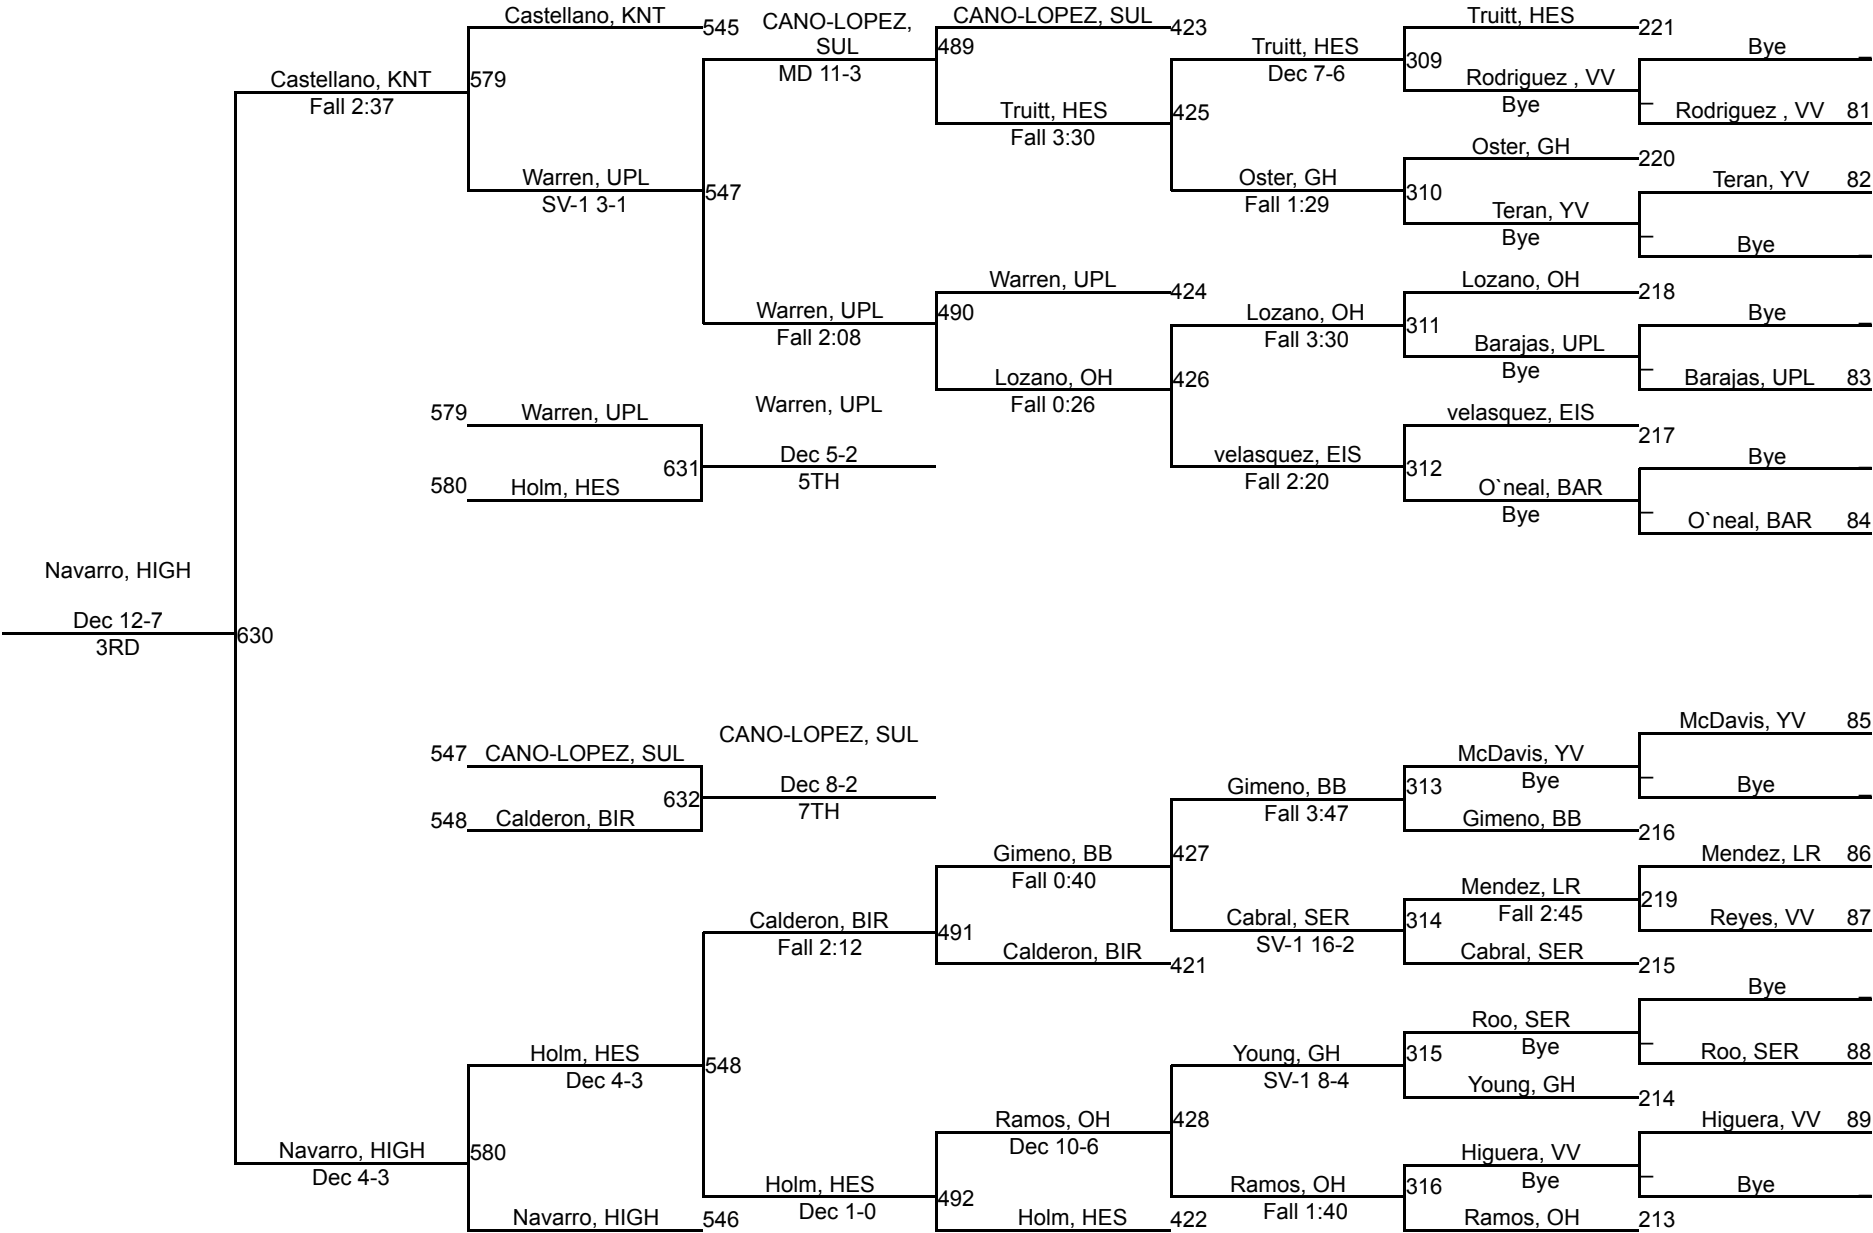 Castellano, KNT
545
CANO-LOPEZ,
SUL
MD 11-3
CANO-LOPEZ, SUL
423
Truitt, HES
221
489
Truitt, HES
Dec 7-6
309
Bye
Rodriguez , VV
Bye
Rodriguez , VV 81
Castellano, KNT
Fall 2:37
579
Truitt, HES
Fall 3:30
425
Oster, GH
220
Warren, UPL
SV-1 3-1
547
Oster, GH
Fall 1:29
310
Teran, YV 82
Teran, YV
Bye
Bye
Warren, UPL
424
Lozano, OH
218
Warren, UPL
Fall 2:08
490
Lozano, OH
Fall 3:30
311
Bye
Barajas, UPL
Bye
Barajas, UPL 83
Lozano, OH
Fall 0:26
426
579 Warren, UPL
Warren, UPL
velasquez, EIS
217
631
Dec 5-2
5TH
velasquez, EIS
Fall 2:20
312
Bye
580 Holm, HES
O`neal, BAR
Bye
O`neal, BAR 84
Navarro, HIGH
Dec 12-7
3RD
630
McDavis, YV 85
547 CANO-LOPEZ, SUL
CANO-LOPEZ, SUL
McDavis, YV
Bye
632
Dec 8-2
7TH
Gimeno, BB
Fall 3:47
313
Bye
548 Calderon, BIR
Gimeno, BB
216
Gimeno, BB
Fall 0:40
427
Mendez, LR 86
Mendez, LR
Fall 2:45
219
Calderon, BIR
Fall 2:12
491
Cabral, SER
SV-1 16-2
314
Reyes, VV 87
Calderon, BIR
421
Cabral, SER
215
Bye
Roo, SER
Bye
Holm, HES
Dec 4-3
548
Young, GH
SV-1 8-4
315
Roo, SER 88
Young, GH
214
Ramos, OH
Dec 10-6
428
Higuera, VV 89
Navarro, HIGH
Dec 4-3
580
Higuera, VV
Bye
Holm, HES
Dec 1-0
492
Ramos, OH
Fall 1:40
316
Bye
Navarro, HIGH
546
Holm, HES
422
Ramos, OH
213